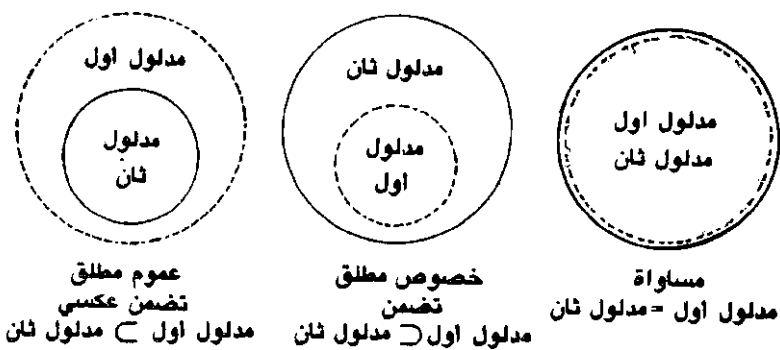 مدلول اول
مدلول ثان
مساواة
مدلول اول = مدلول ثان
مدلول ثان
مدلول
اول
خصوص مطلق
تضمن
مدلول اول ⊂ مدلول ثان
مدلول اول
مدلول
ثان
عموم مطلق
تضمن عكسي
مدلول اول ⊃ مدلول ثان